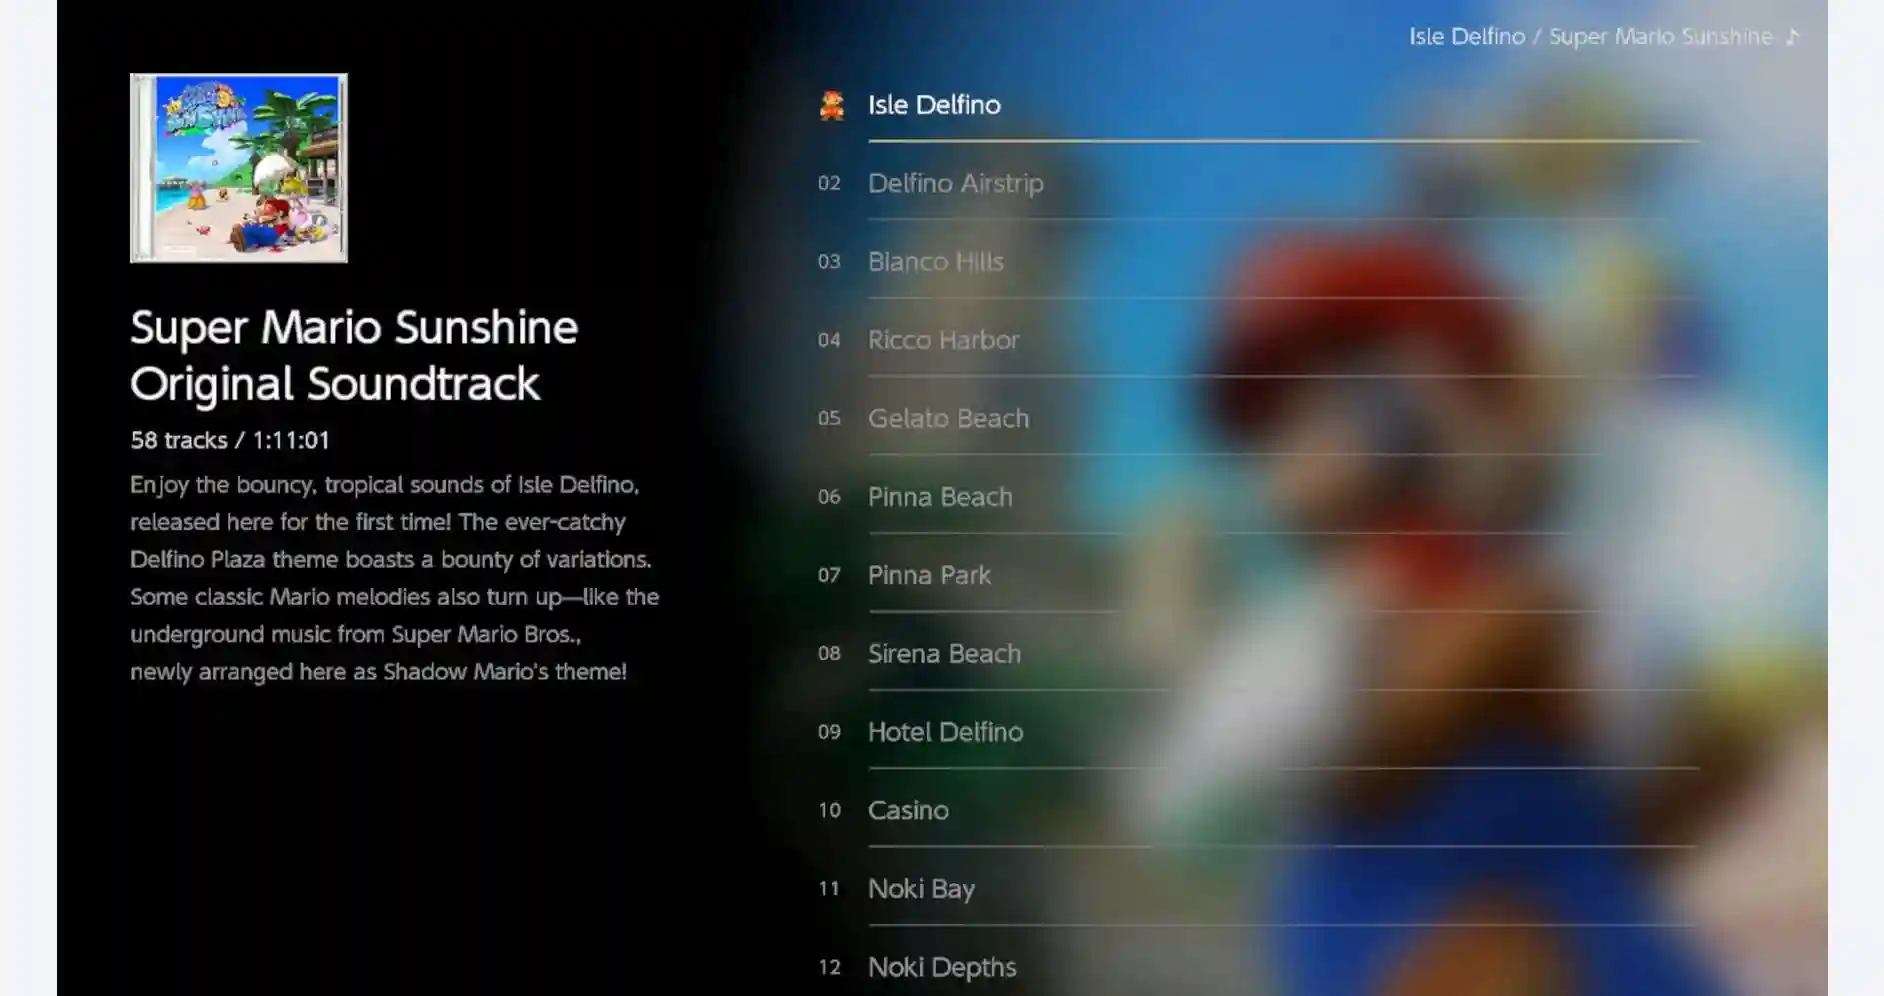 Isle Delfino / Super Mario Sunshine ♪
Super Mario Sunshine
Original Soundtrack
58 tracks / 1:11:01
Enjoy the bouncy, tropical sounds of Isle Delfino,
released here for the first time! The ever-catchy
Delfino Plaza theme boasts a bounty of variations.
Some classic Mario melodies also turn up—like the
underground music from Super Mario Bros.,
newly arranged here as Shadow Mario's theme!
Isle Delfino
02 Delfino Airstrip
03 Bianco Hills
04 Ricco Harbor
05 Gelato Beach
06 Pinna Beach
07 Pinna Park
08 Sirena Beach
09 Hotel Delfino
10 Casino
11 Noki Bay
12 Noki Depths